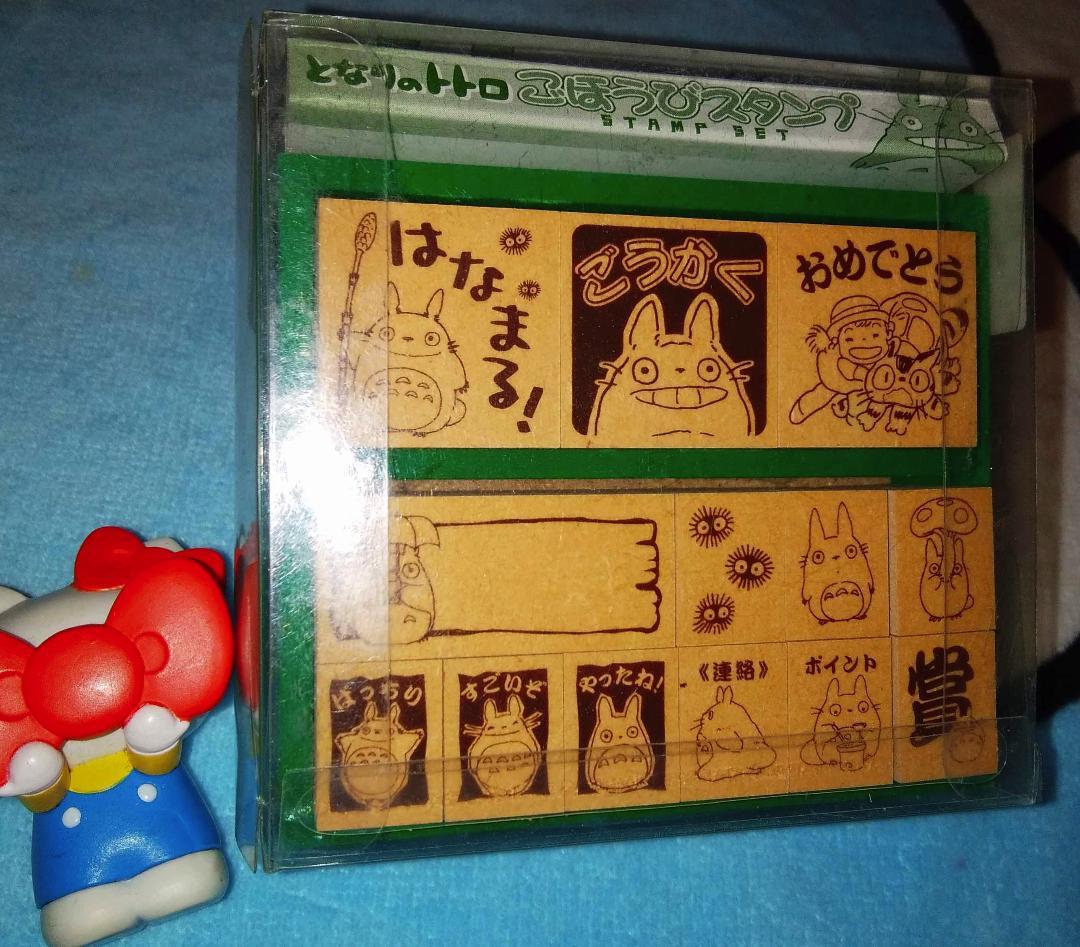 となりのトトロ ごほうびスタンプ
STAMP SET
はなまる!
ごうかく
おめでとう
ばっちり
すごいぞ
やったね!
《連絡》
ポイント
賞